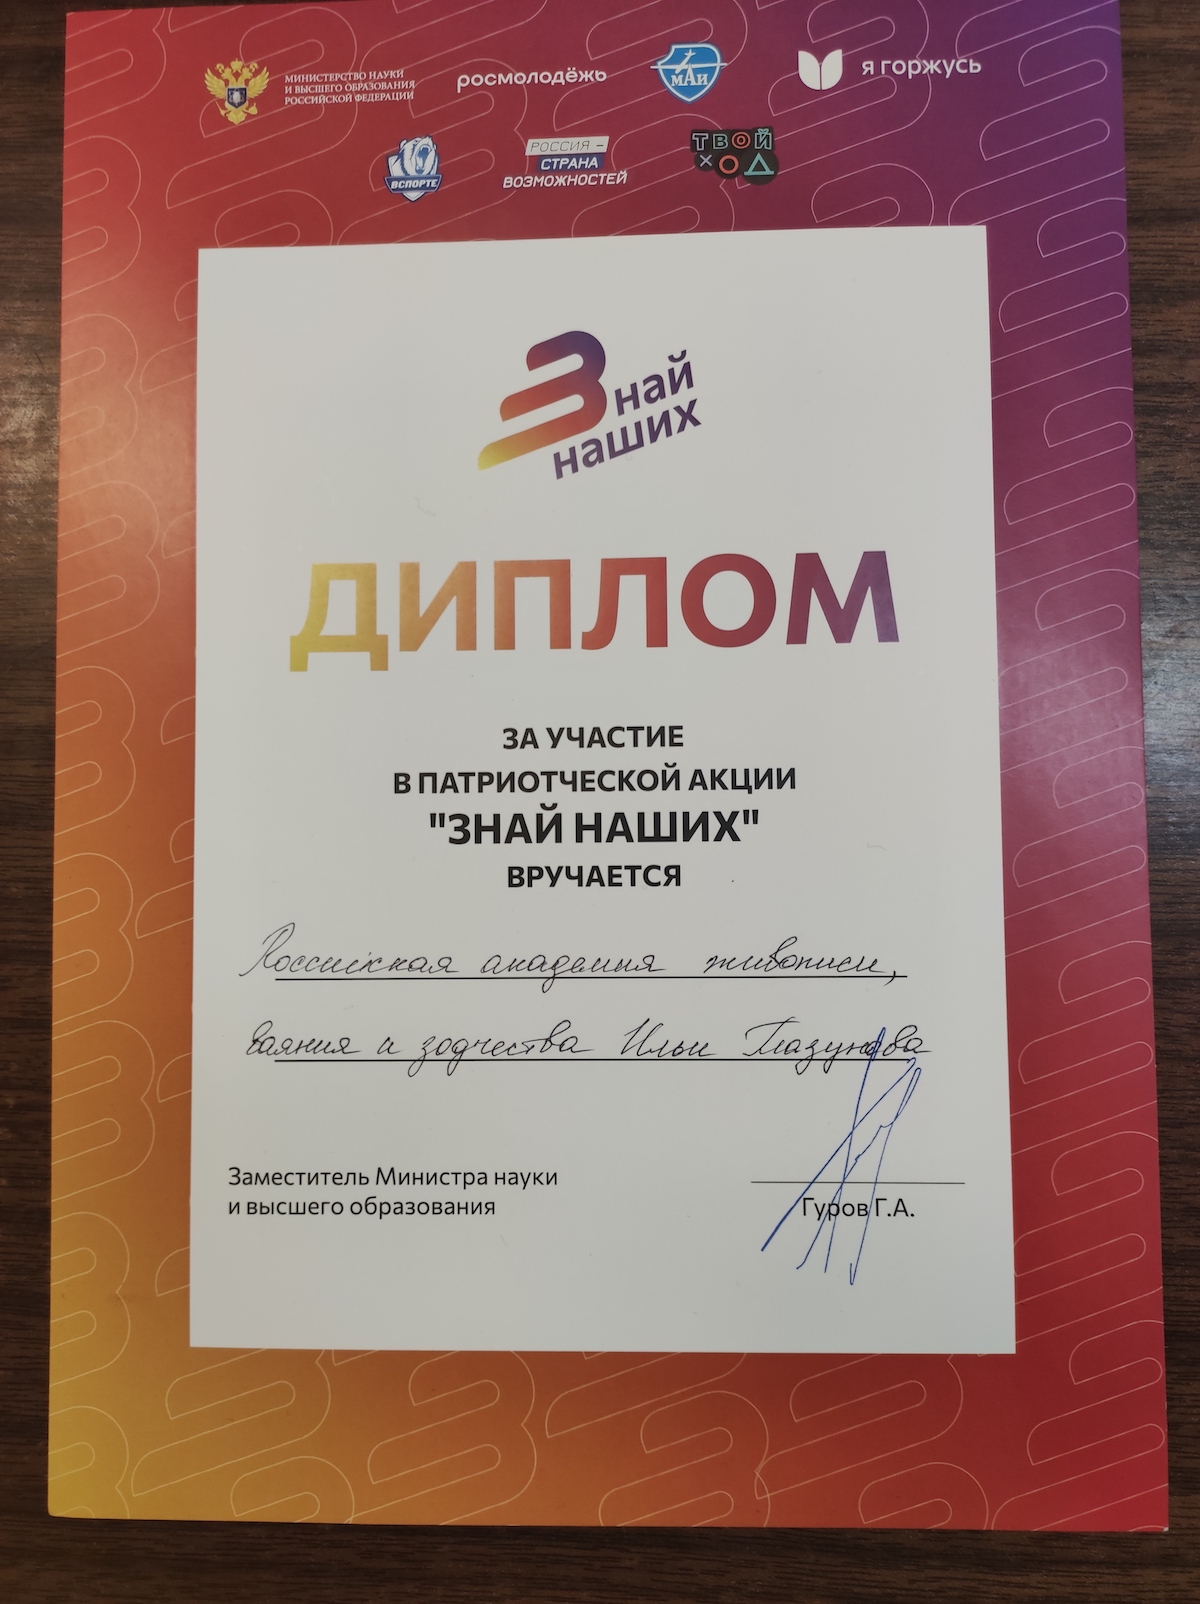 МИНИСТЕРСТВО НАУКИ
И ВЫСШЕГО ОБРАЗОВАНИЯ
РОССИЙСКОЙ ФЕДЕРАЦИИ
росмолодёжь
МАИ
я горжусь
ВСПОРТЕ
РОССИЯ –
СТРАНА
ВОЗМОЖНОСТЕЙ
ТВОЙ
ХОД
Знай
наших
ДИПЛОМ
ЗА УЧАСТИЕ
В ПАТРИОТЧЕСКОЙ АКЦИИ
"ЗНАЙ НАШИХ"
ВРУЧАЕТСЯ
Российская академия живописи,
ваяния и зодчества Ильи Глазунова
Заместитель Министра науки
и высшего образования
Гуров Г.А.